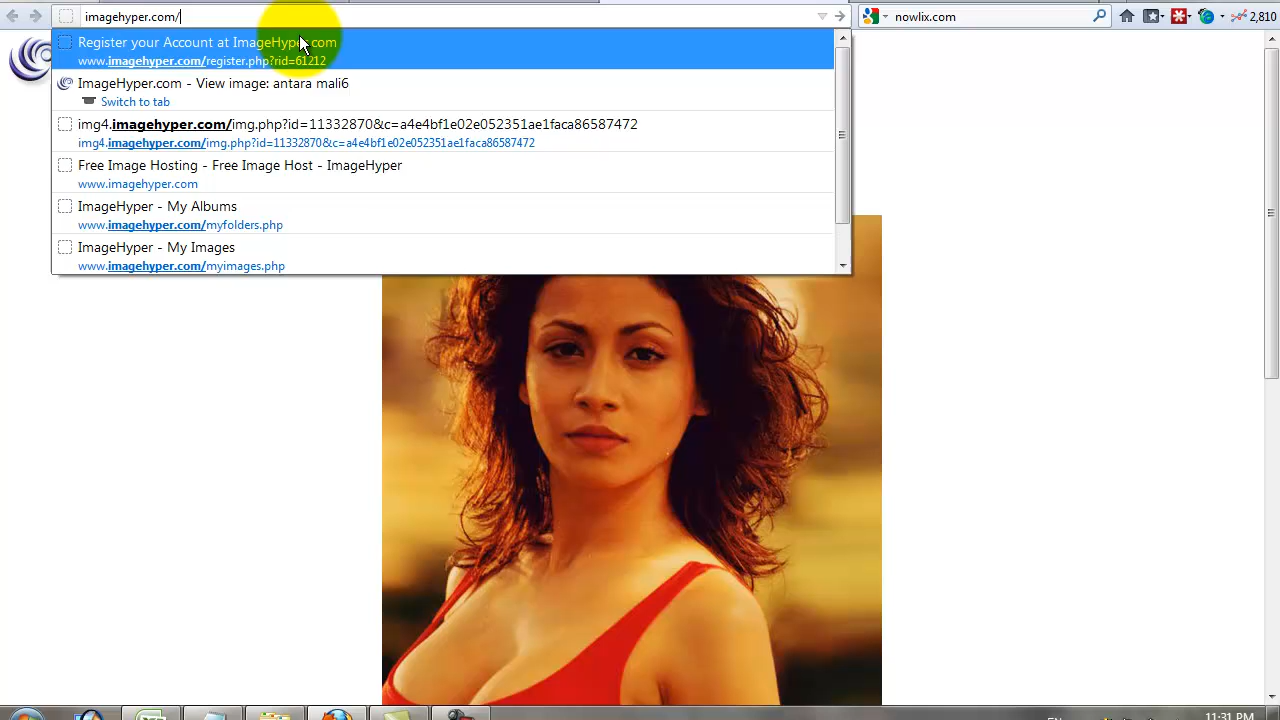 imagehyper.com/
nowlix.com
2,810
Register your Account at ImageHyper.com
www.imagehyper.com/register.php?rid=61212
ImageHyper.com - View image: antara mali6
Switch to tab
img4.imagehyper.com/img.php?id=11332870&c=a4e4bf1e02e052351ae1faca86587472
img4.imagehyper.com/img.php?id=11332870&c=a4e4bf1e02e052351ae1faca86587472
Free Image Hosting - Free Image Host - ImageHyper
www.imagehyper.com
ImageHyper - My Albums
www.imagehyper.com/myfolders.php
ImageHyper - My Images
www.imagehyper.com/myimages.php
EN
11:31 PM